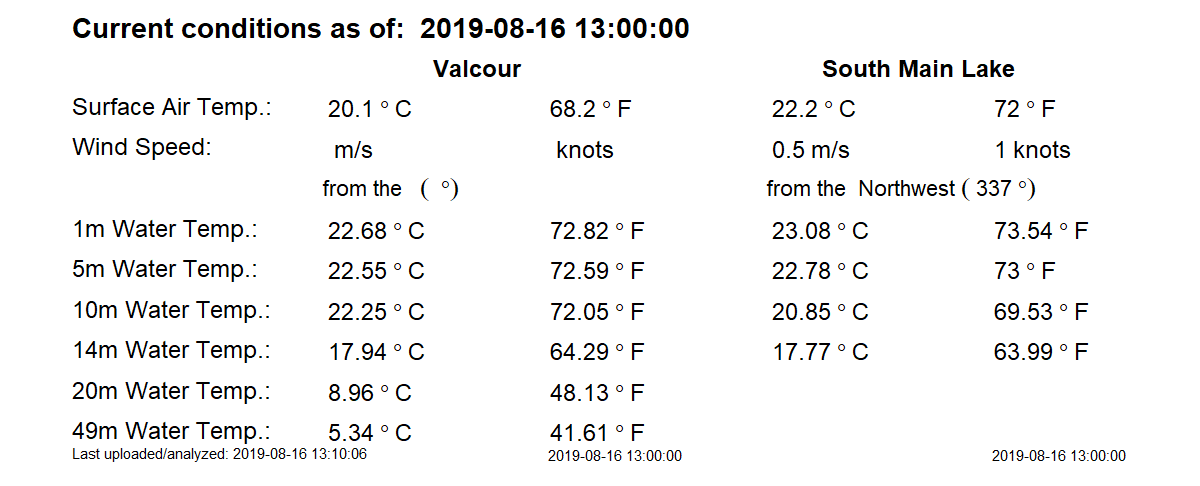 Current conditions as of: 2019-08-16 13:00:00
Valcour South Main Lake
Surface Air Temp.: 20.1 ° C 68.2 ° F 22.2 ° C 72 ° F
Wind Speed: m/s knots 0.5 m/s 1 knots
from the ( °) from the Northwest ( 337 °)
1m Water Temp.: 22.68 ° C 72.82 ° F 23.08 ° C 73.54 ° F
5m Water Temp.: 22.55 ° C 72.59 ° F 22.78 ° C 73 ° F
10m Water Temp.: 22.25 ° C 72.05 ° F 20.85 ° C 69.53 ° F
14m Water Temp.: 17.94 ° C 64.29 ° F 17.77 ° C 63.99 ° F
20m Water Temp.: 8.96 ° C 48.13 ° F
49m Water Temp.: 5.34 ° C 41.61 ° F
Last uploaded/analyzed: 2019-08-16 13:10:06 2019-08-16 13:00:00 2019-08-16 13:00:00